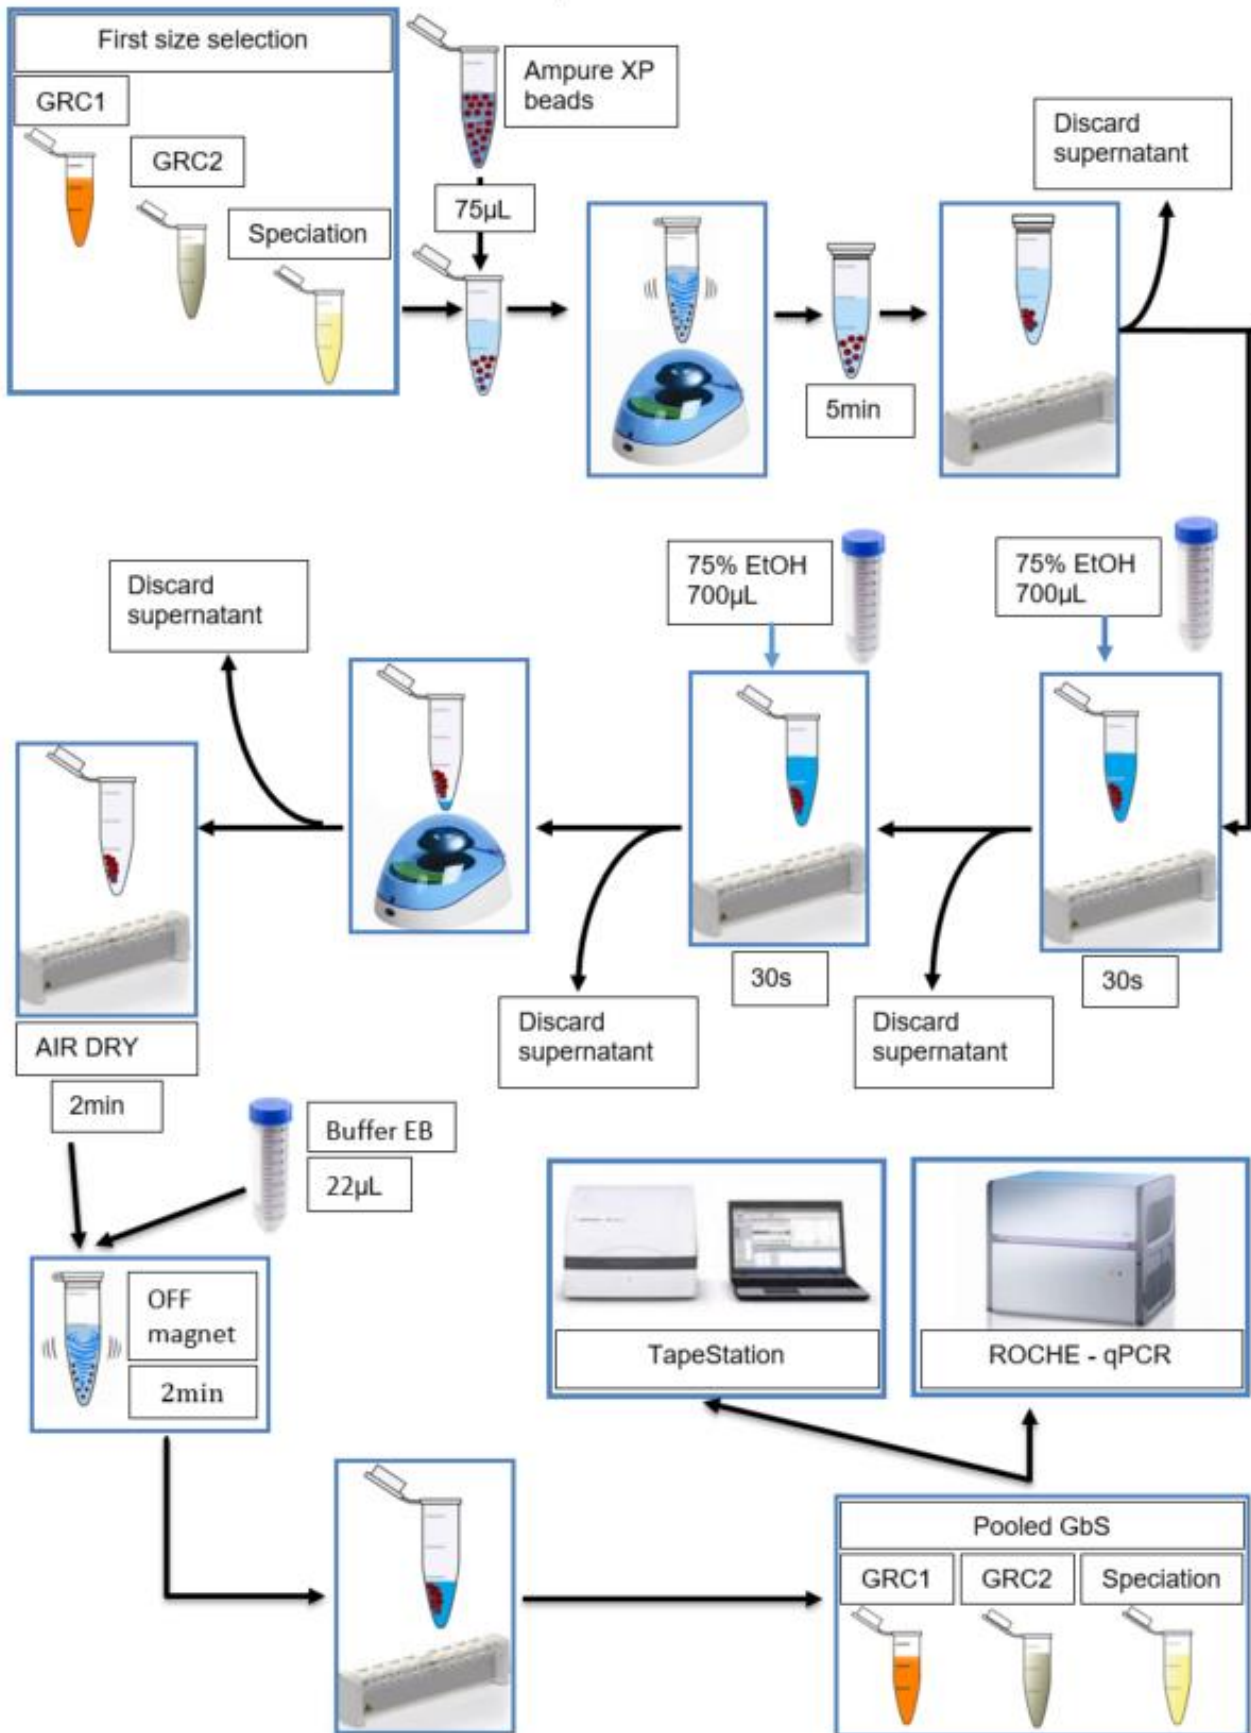 First size selection
GRC1
GRC2
Speciation
Ampure XP
beads
75µL
5min
Discard
supernatant
75% EtOH
700µL
30s
Discard
supernatant
75% EtOH
700µL
30s
Discard
supernatant
Discard
supernatant
AIR DRY
2min
Buffer EB
22µL
OFF
magnet
2min
TapeStation
ROCHE - qPCR
Pooled GbS
GRC1
GRC2
Speciation